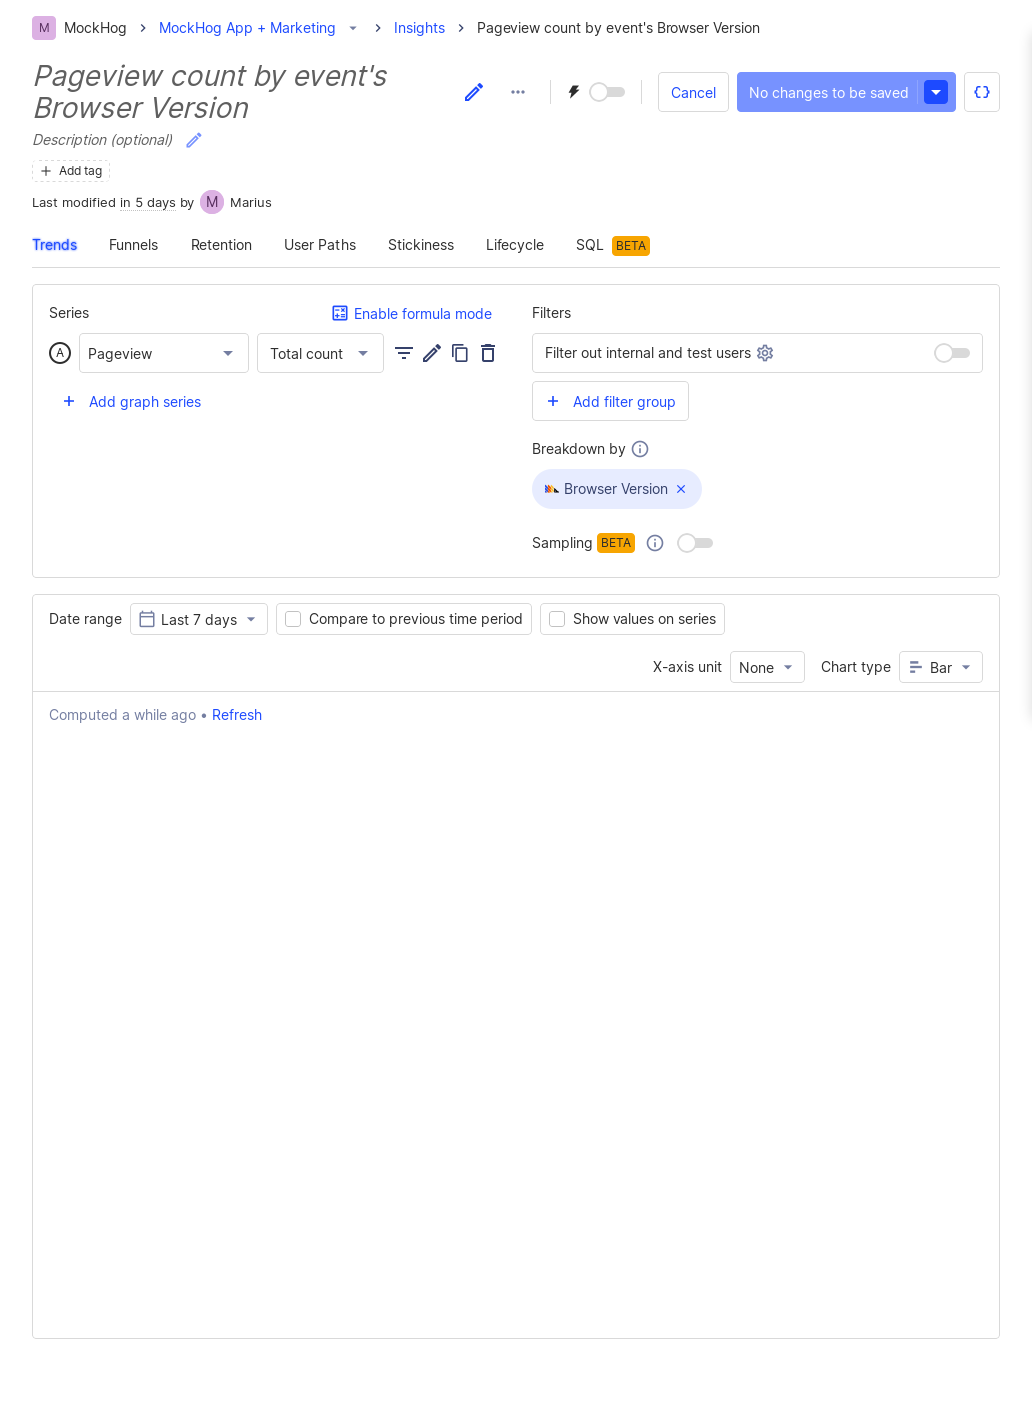 M MockHog MockHog App + Marketing Insights Pageview count by event's Browser Version
Pageview count by event's
Browser Version
Cancel No changes to be saved
Description (optional)
Add tag
Last modified in 5 days by M Marius
Trends Funnels Retention User Paths Stickiness Lifecycle SQL BETA
Series Enable formula mode
A Pageview Total count
Add graph series
Filters
Filter out internal and test users
Add filter group
Breakdown by
Browser Version
Sampling BETA
Date range Last 7 days Compare to previous time period Show values on series
X-axis unit None Chart type Bar
Computed a while ago • Refresh